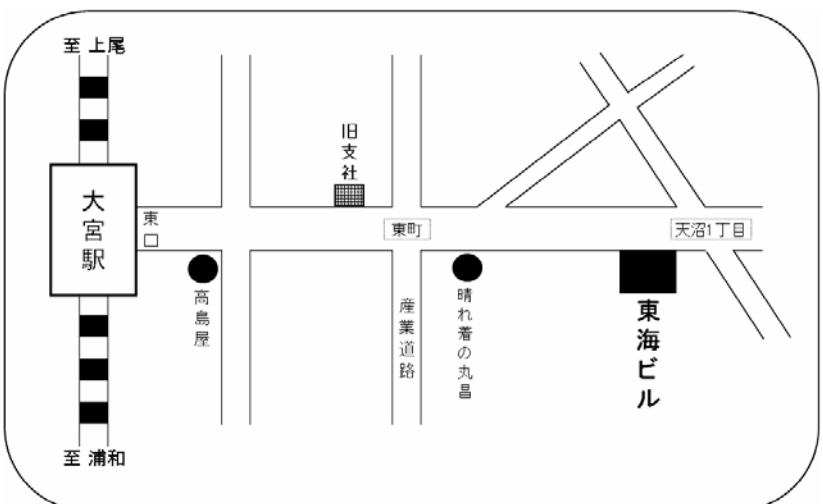 至 上尾
旧支社
大宮駅
東口
東町
天沼1丁目
高島屋
産業道路
晴れ着の丸昌
東海ビル
至 浦和